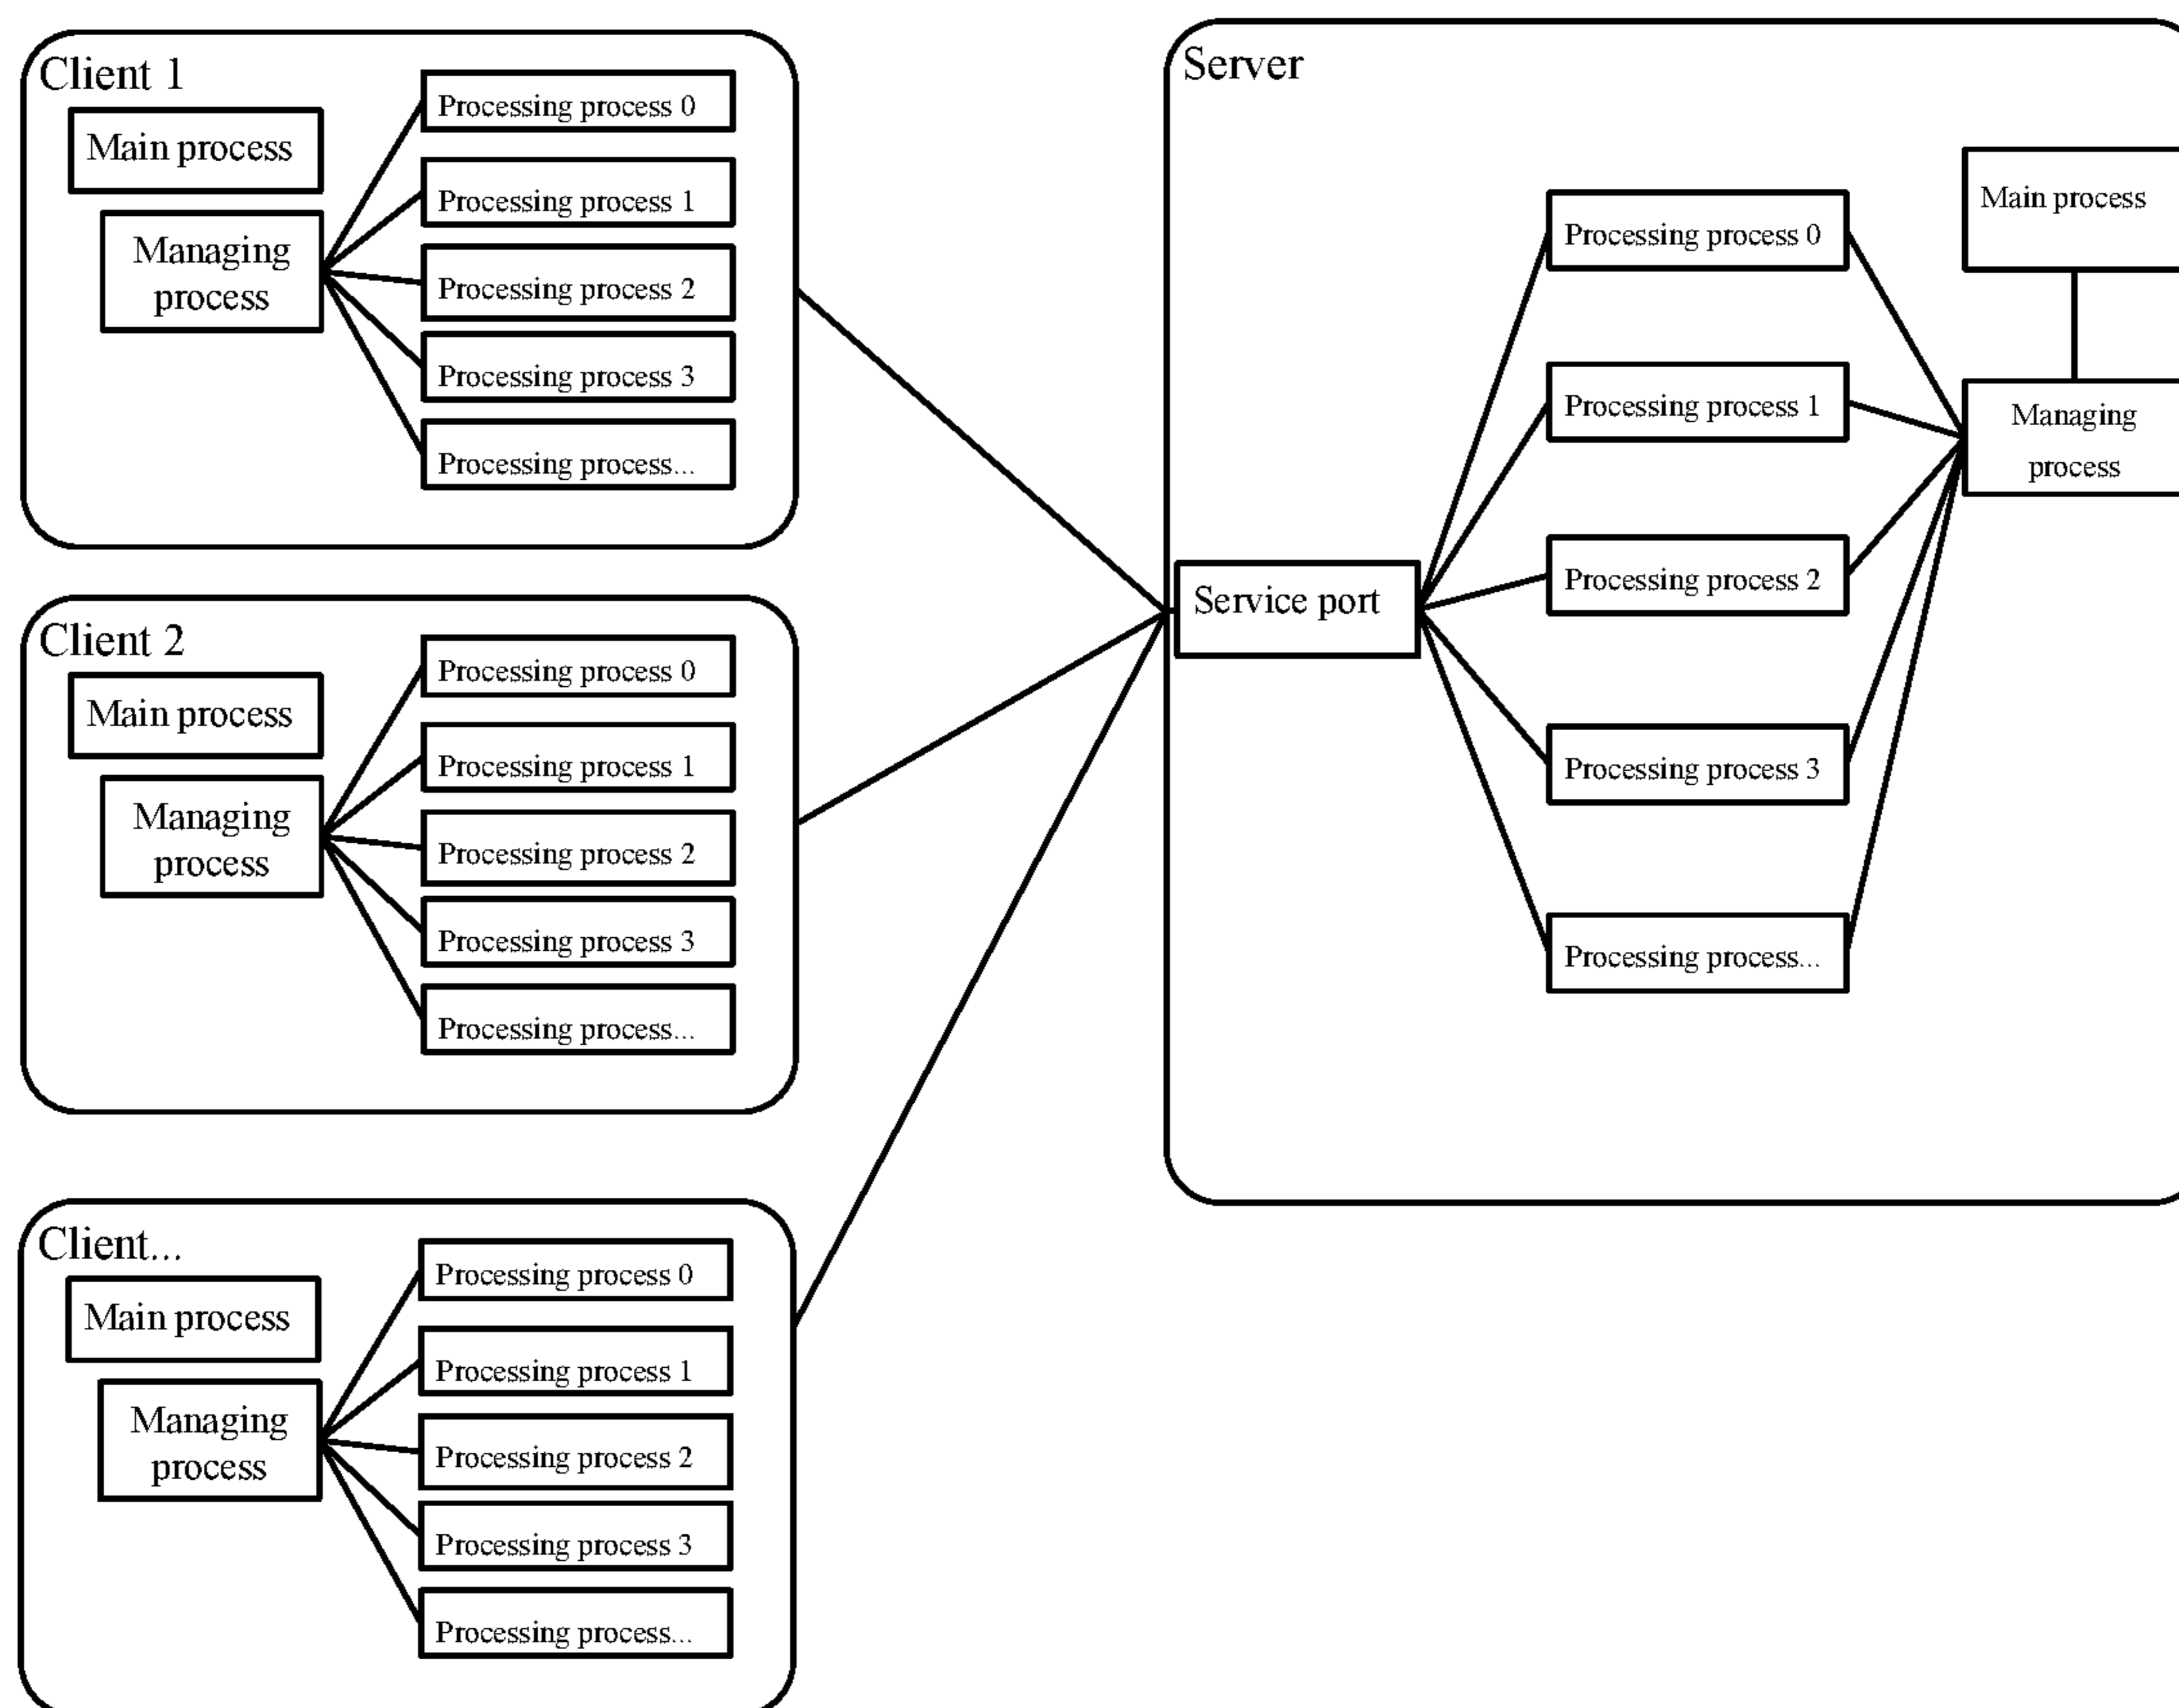 Client 1
Main process
Managing
process
Processing process 0
Processing process 1
Processing process 2
Processing process 3
Processing process...
Client 2
Main process
Managing
process
Processing process 0
Processing process 1
Processing process 2
Processing process 3
Processing process...
Client...
Main process
Managing
process
Processing process 0
Processing process 1
Processing process 2
Processing process 3
Processing process...
Server
Service port
Processing process 0
Processing process 1
Processing process 2
Processing process 3
Processing process...
Main process
Managing
process